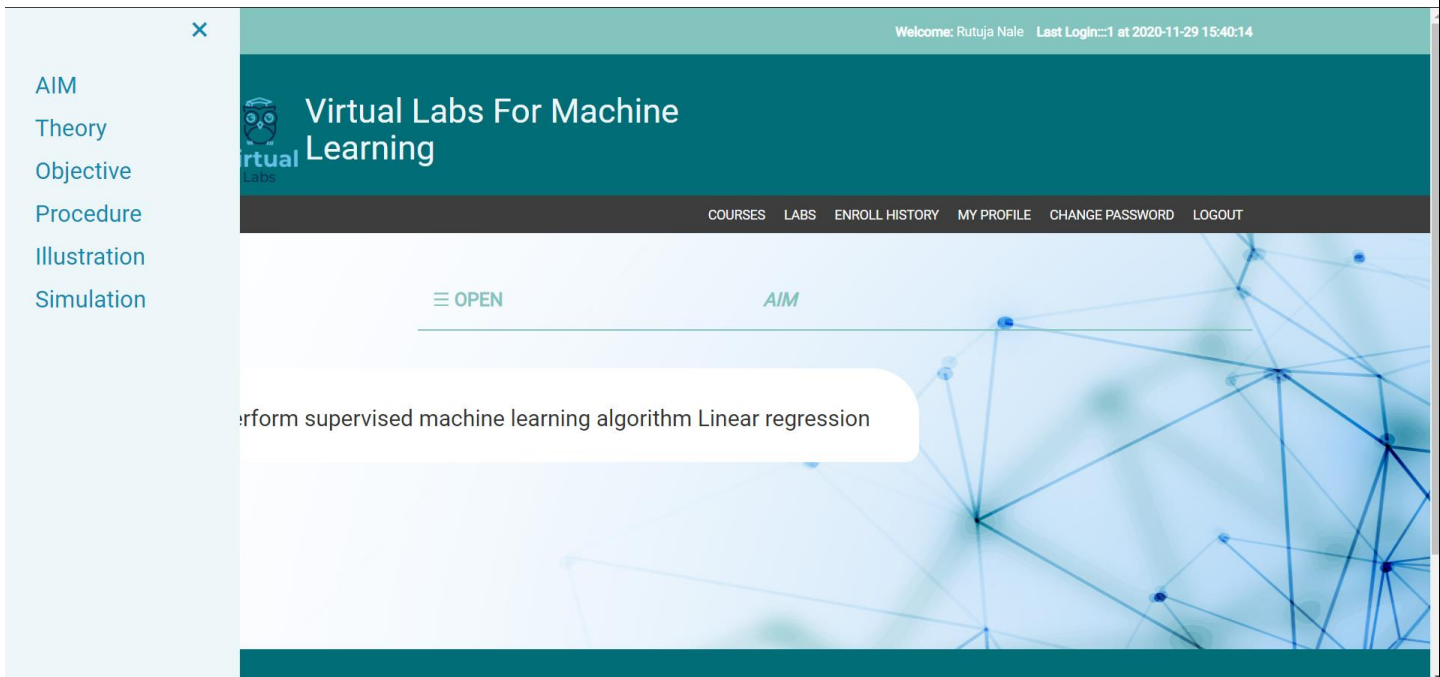 ×
Welcome: Rutuja Nale Last Login:::1 at 2020-11-29 15:40:14
AIM
Theory
Objective
Procedure
Illustration
Simulation
Virtual Labs For Machine
Learning
irtual
Labs
COURSES LABS ENROLL HISTORY MY PROFILE CHANGE PASSWORD LOGOUT
☰ OPEN AIM
erform supervised machine learning algorithm Linear regression